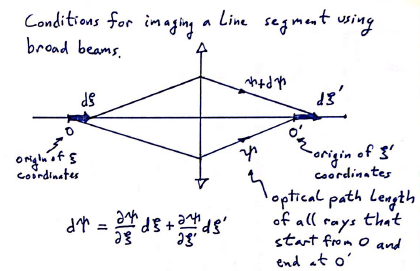 Conditions for imaging a Line segment using
broad beams.
dξ
ψ+dψ
dξ'
O
O'
origin of ξ
coordinates
ψ
origin of ξ'
coordinates
optical path Length
of all rays that
start from O and
end at O'
dψ = ∂ψ/∂ξ dξ + ∂ψ/∂ξ' dξ'